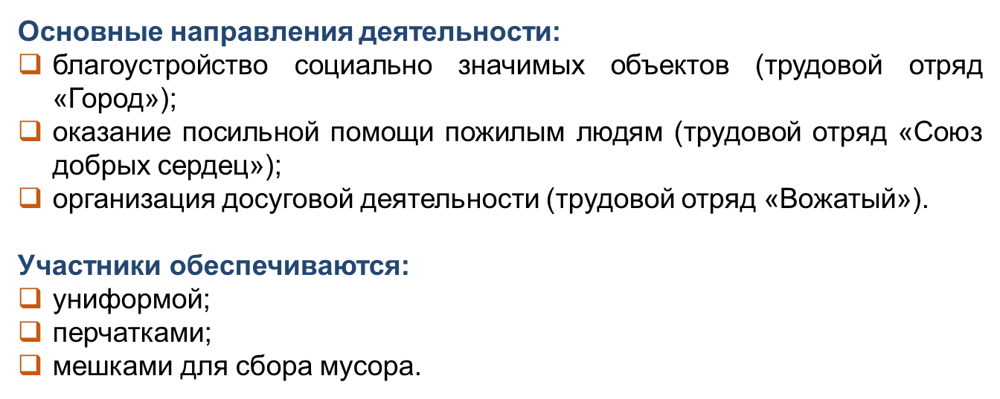 Основные направления деятельности:
❑ благоустройство социально значимых объектов (трудовой отряд
«Город»);
❑ оказание посильной помощи пожилым людям (трудовой отряд «Союз
добрых сердец»);
❑ организация досуговой деятельности (трудовой отряд «Вожатый»).
Участники обеспечиваются:
❑ униформой;
❑ перчатками;
❑ мешками для сбора мусора.